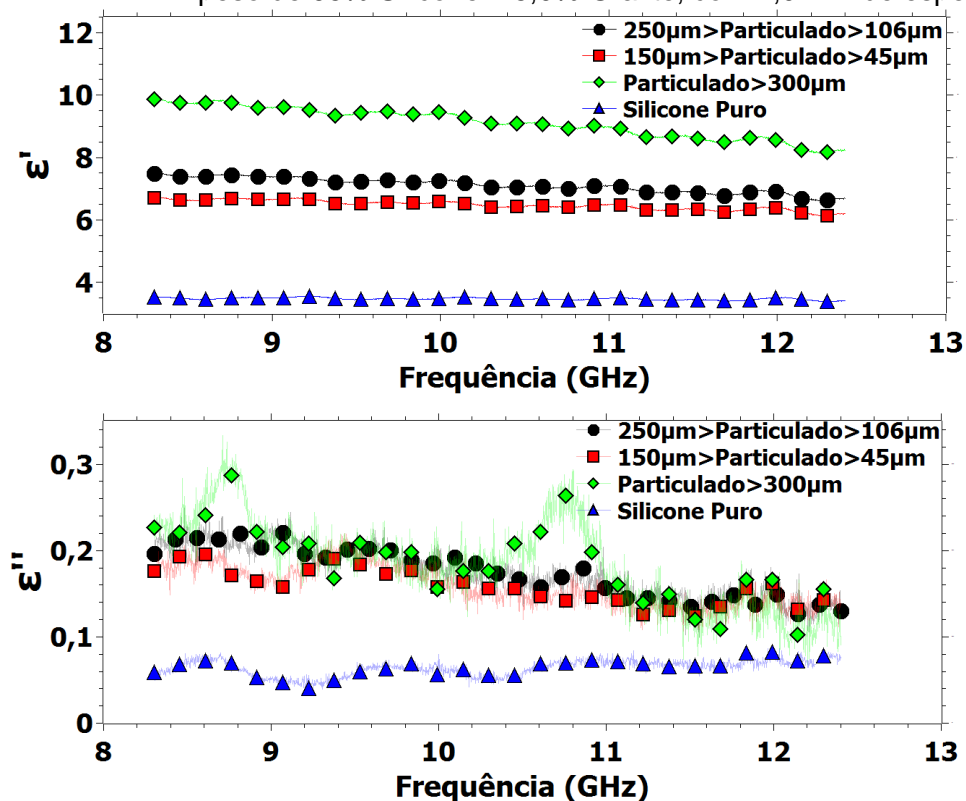 250µm>Particulado>106µm
150µm>Particulado>45µm
Particulado>300µm
Silicone Puro
12
10
8
6
4
ε'
8 9 10 11 12 13
Frequência (GHz)
250µm>Particulado>106µm
150µm>Particulado>45µm
Particulado>300µm
Silicone Puro
0,3
0,2
0,1
0
ε''
8 9 10 11 12 13
Frequência (GHz)